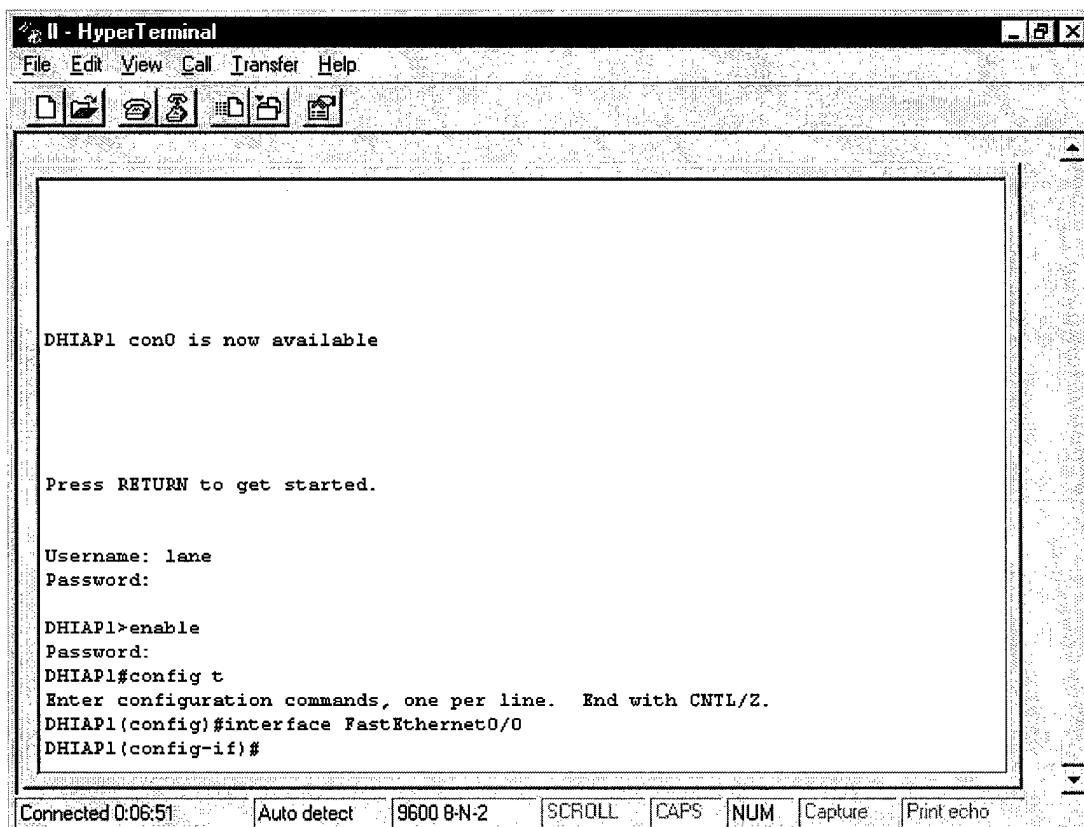 II - HyperTerminal
File Edit View Call Transfer Help
DHIAP1 con0 is now available
Press RETURN to get started.
Username: lane
Password:
DHIAP1>enable
Password:
DHIAP1#config t
Enter configuration commands, one per line. End with CNTL/Z.
DHIAP1(config)#interface FastEthernet0/0
DHIAP1(config-if)#
Connected 0:06:51 Auto detect 9600 8-N-2 SCROLL CAPS NUM Capture Print echo